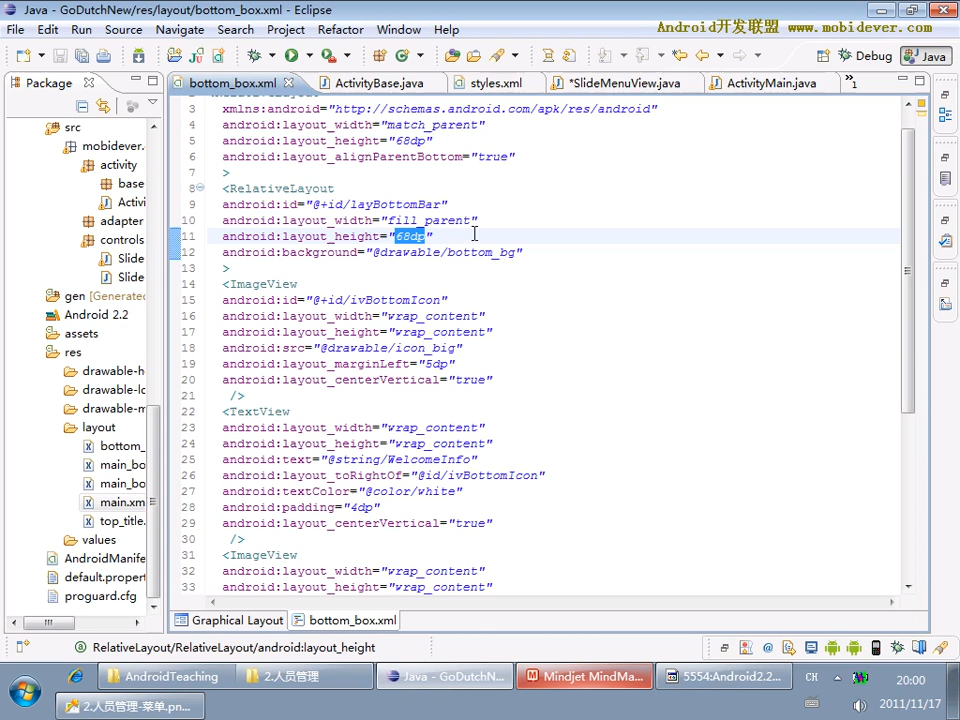 Java - GoDutchNew/res/layout/bottom_box.xml - Eclipse
File Edit Run Source Navigate Search Project Refactor Window Help
Android开发联盟 www.mobidever.com
Debug Java
Package
bottom_box.xml ActivityBase.java styles.xml *SlideMenuView.java ActivityMain.java »1
src
mobidever.
activity
base
Activi
adapter
controls
Slide
Slide
gen [Generated
Android 2.2
assets
res
drawable-h
drawable-lo
drawable-m
layout
bottom_
main_bo
main_bo
main.xm
top_title.
values
AndroidManife
default.propert
proguard.cfg
3 xmlns:android="http://schemas.android.com/apk/res/android"
4 android:layout_width="match_parent"
5 android:layout_height="68dp"
6 android:layout_alignParentBottom="true"
7 >
8 <RelativeLayout
9 android:id="@+id/layBottomBar"
10 android:layout_width="fill_parent"
11 android:layout_height="68dp"
12 android:background="@drawable/bottom_bg"
13 >
14 <ImageView
15 android:id="@+id/ivBottomIcon"
16 android:layout_width="wrap_content"
17 android:layout_height="wrap_content"
18 android:src="@drawable/icon_big"
19 android:layout_marginLeft="5dp"
20 android:layout_centerVertical="true"
21 />
22 <TextView
23 android:layout_width="wrap_content"
24 android:layout_height="wrap_content"
25 android:text="@string/WelcomeInfo"
26 android:layout_toRightOf="@id/ivBottomIcon"
27 android:textColor="@color/white"
28 android:padding="4dp"
29 android:layout_centerVertical="true"
30 />
31 <ImageView
32 android:layout_width="wrap_content"
33 android:layout_height="wrap_content"
Graphical Layout bottom_box.xml
RelativeLayout/RelativeLayout/android:layout_height
AndroidTeaching 2.人员管理 Java - GoDutchN... Mindjet MindMa... 5554:Android2.2... CH 20:00
2.人员管理-菜单.pn... 2011/11/17